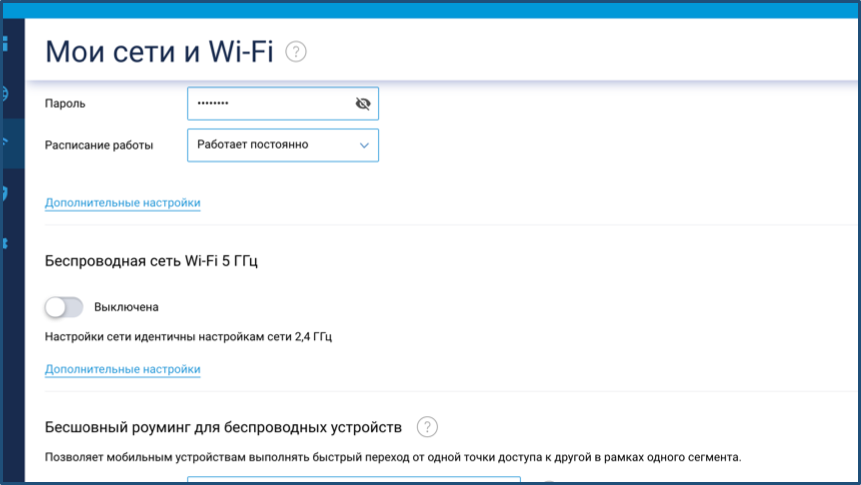 Мои сети и Wi-Fi ?
Пароль ••••••••
Расписание работы Работает постоянно
Дополнительные настройки
Беспроводная сеть Wi-Fi 5 ГГц
Выключена
Настройки сети идентичны настройкам сети 2,4 ГГц
Дополнительные настройки
Бесшовный роуминг для беспроводных устройств ?
Позволяет мобильным устройствам выполнять быстрый переход от одной точки доступа к другой в рамках одного сегмента.